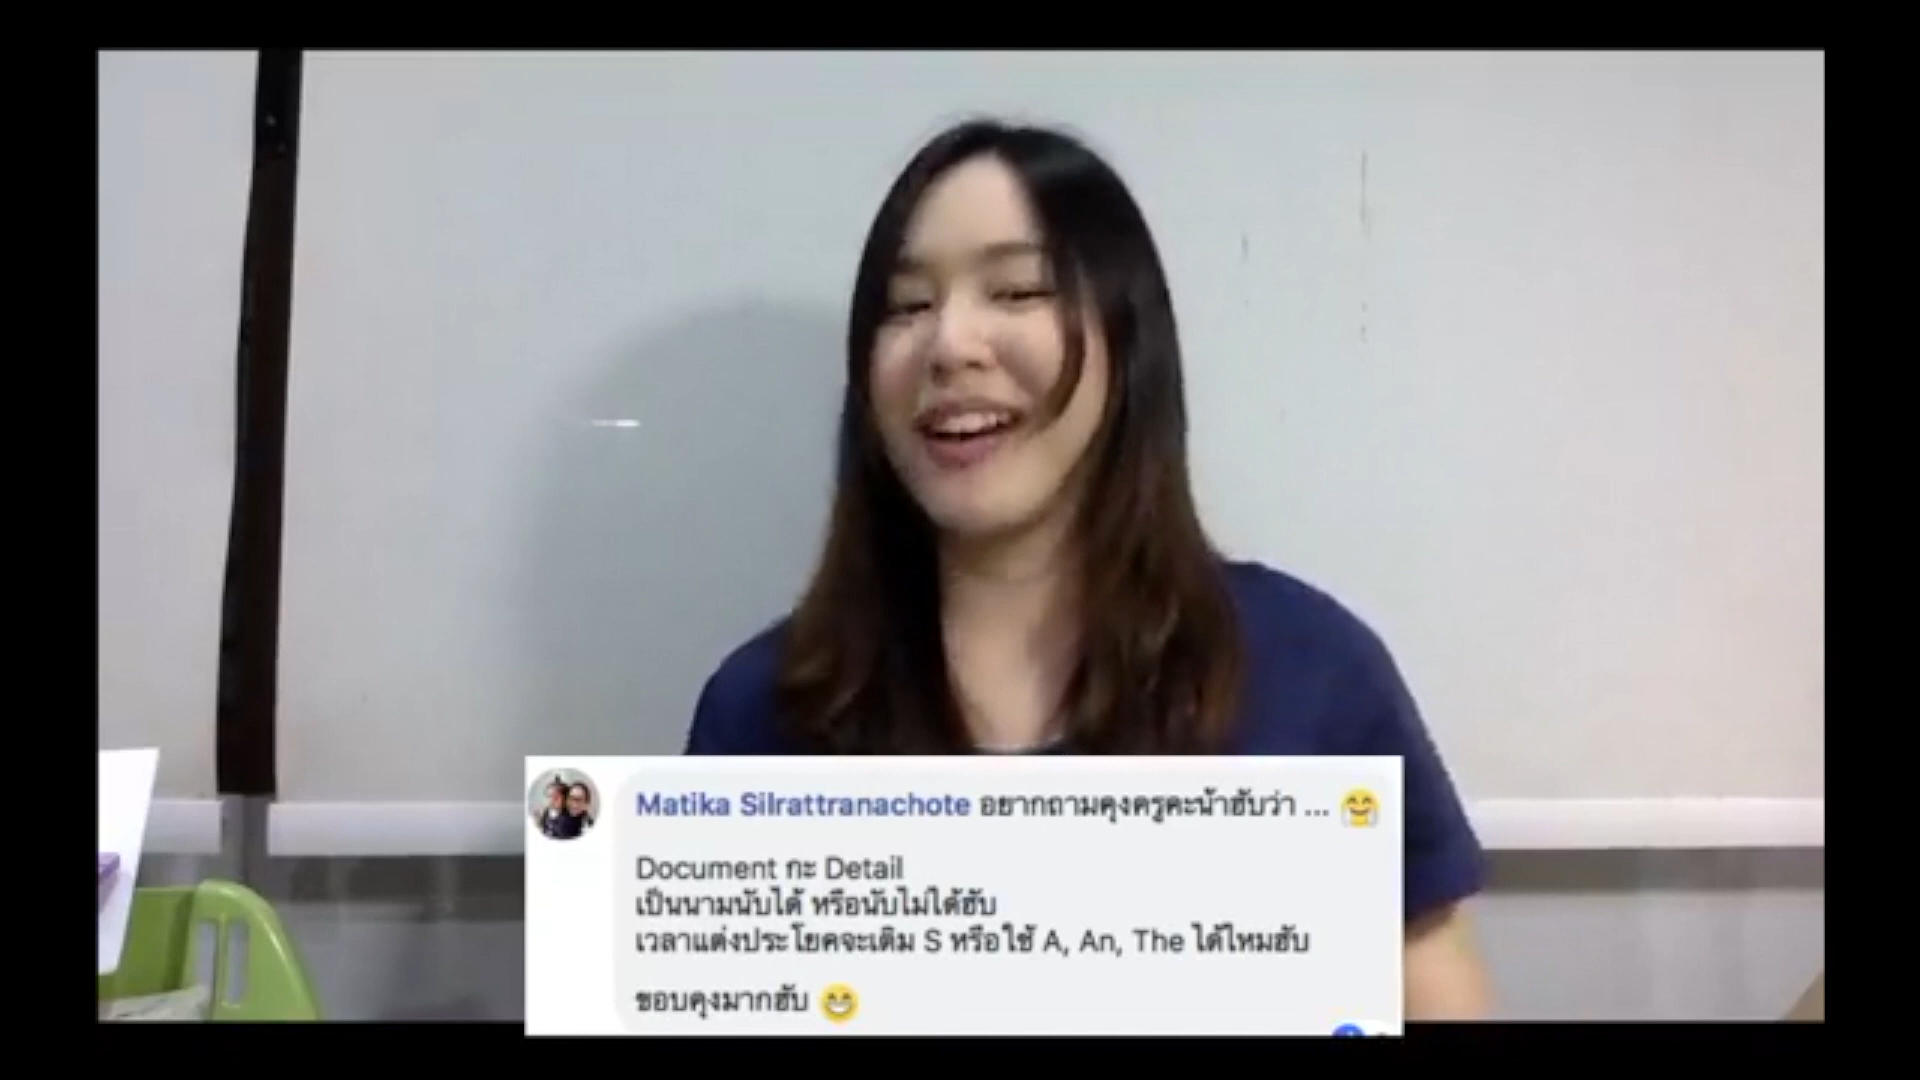 Matika Silrattranachote อยากถามคุงครูคะน้าฮับว่า ... 🤗
Document กะ Detail
เป็นนามนับได้ หรือนับไม่ได้ฮับ
เวลาแต่งประโยคจะเติม S หรือใช้ A, An, The ได้ไหมฮับ
ขอบคุงมากฮับ 😁